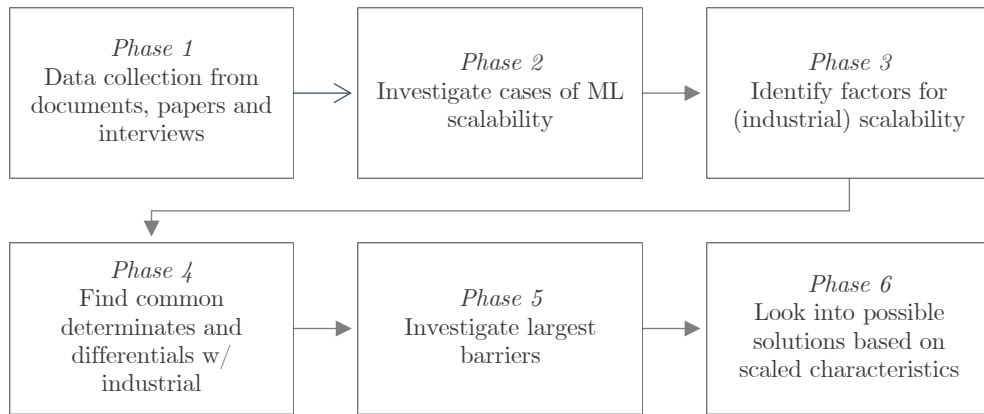 Phase 1
Data collection from
documents, papers and
interviews
Phase 2
Investigate cases of ML
scalability
Phase 3
Identify factors for
(industrial) scalability
Phase 4
Find common
determinates and
differentials w/
industrial
Phase 5
Investigate largest
barriers
Phase 6
Look into possible
solutions based on
scaled characteristics